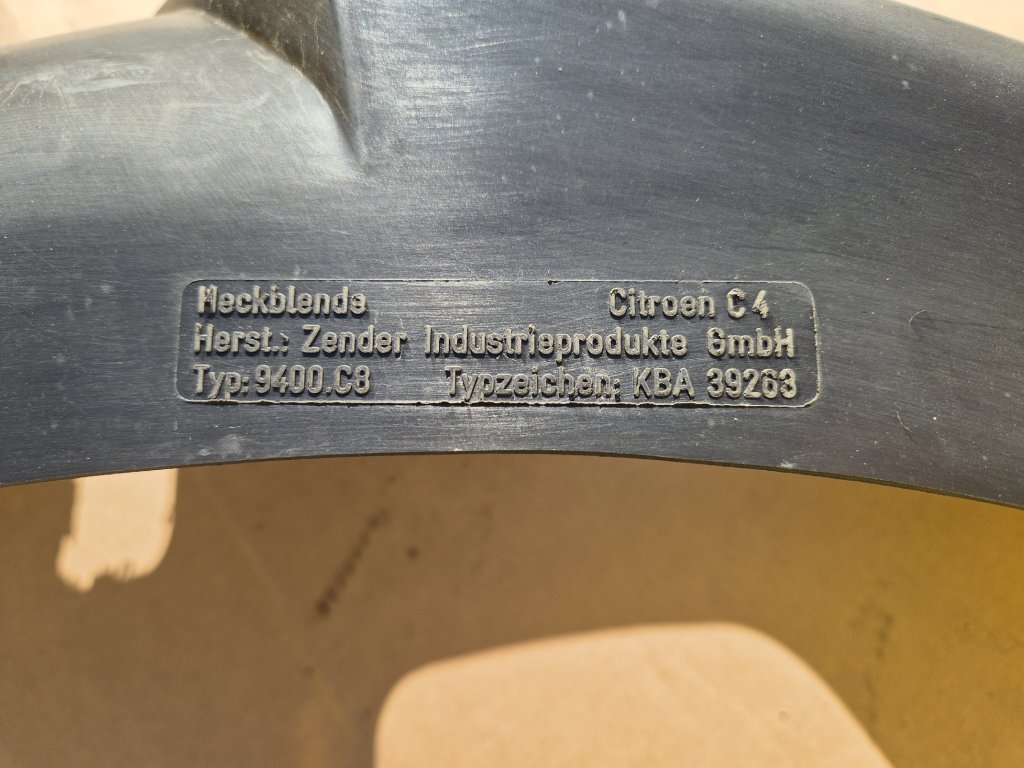 Heckblende Citroen C4
Herst.: Zender Industrieprodukte GmbH
Typ: 9400.C8 Typzeichen: KBA 39263